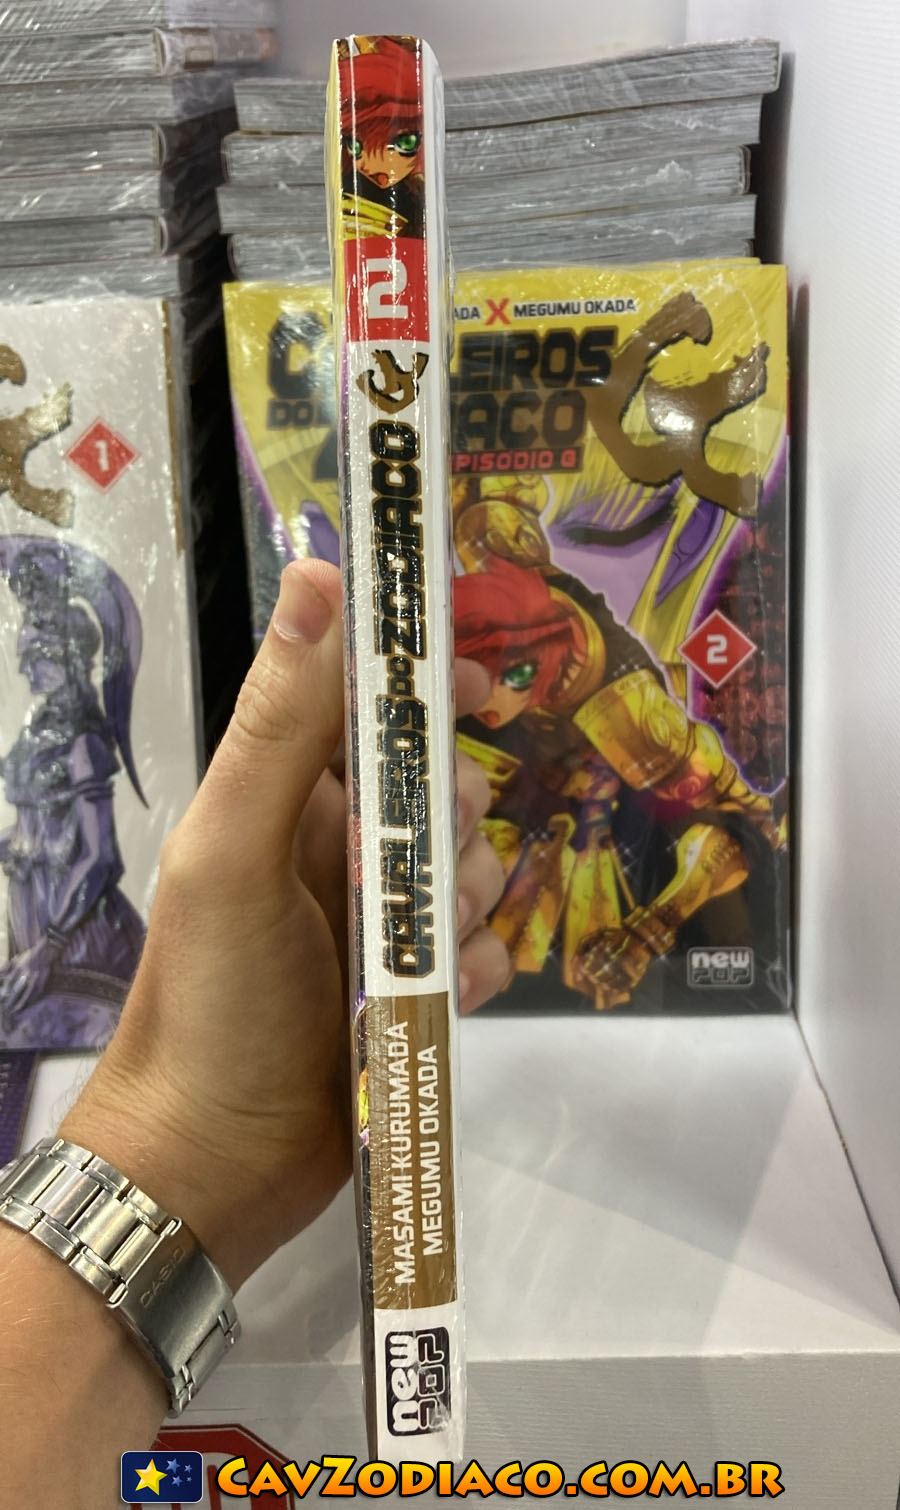 2
G
CAVALEIROS DO ZODIACO
MASAMI KURUMADA
MEGUMU OKADA
new
POP
ADA X MEGUMU OKADA
LEIROS
DO
ACO
G
EPISODIO G
2
new
POP
1
CASIO
CAVZODIACO.COM.BR